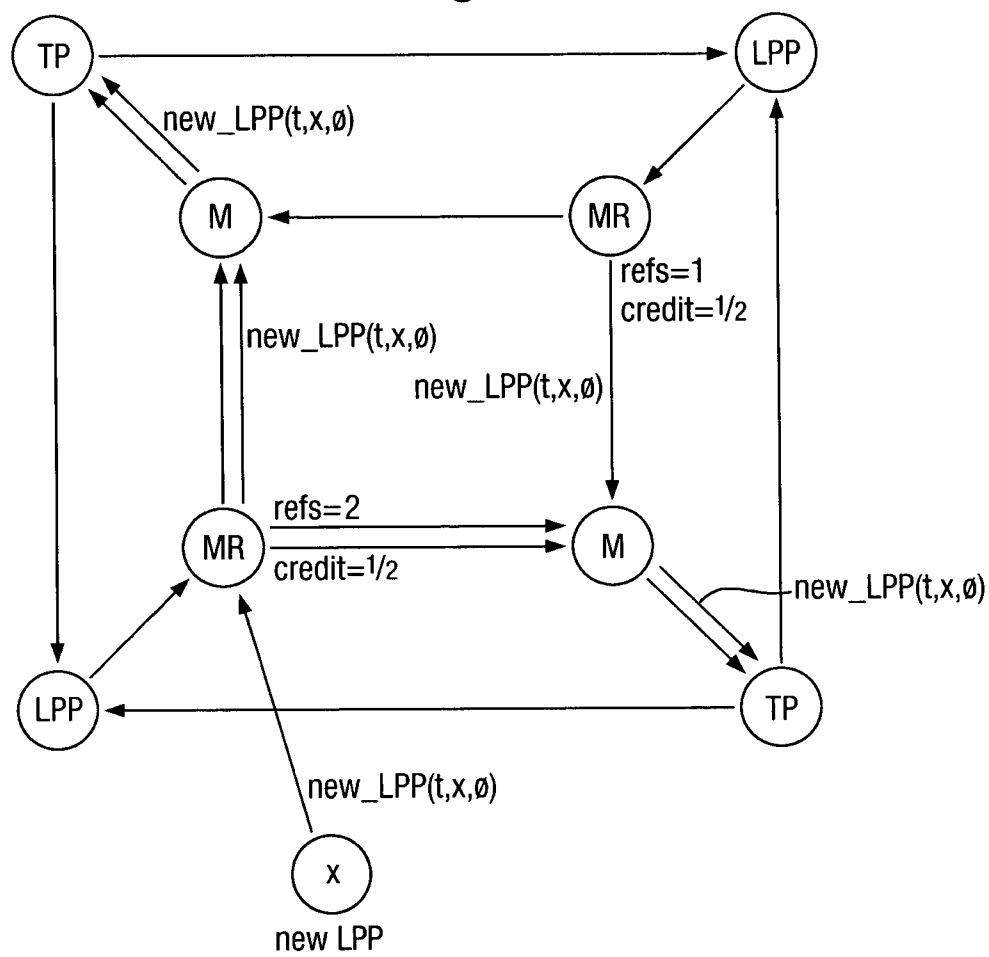 TP
LPP
new_LPP(t,x,ø)
M
MR
refs=1
credit=1/2
new_LPP(t,x,ø)
new_LPP(t,x,ø)
refs=2
MR
M
credit=1/2
new_LPP(t,x,ø)
LPP
TP
new_LPP(t,x,ø)
x
new LPP